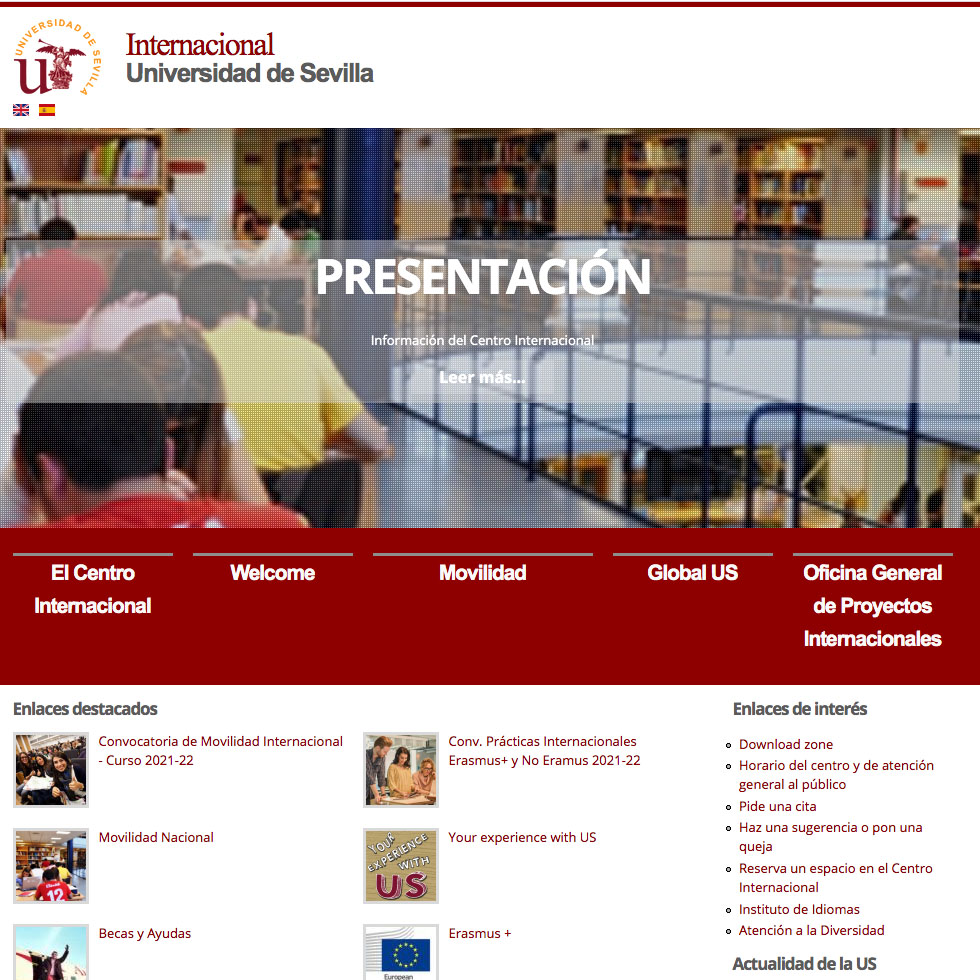 UNIVERSIDAD DE SEVILLA
Internacional
Universidad de Sevilla
PRESENTACIÓN
Información del Centro Internacional
Leer más...
El Centro
Internacional
Welcome
Movilidad
Global US
Oficina General
de Proyectos
Internacionales
Enlaces destacados
Convocatoria de Movilidad Internacional
- Curso 2021-22
Conv. Prácticas Internacionales
Erasmus+ y No Eramus 2021-22
12
Movilidad Nacional
YOUR
EXPERIENCE
WITH
US
Your experience with US
Becas y Ayudas
European
Erasmus +
Enlaces de interés
Download zone
Horario del centro y de atención
general al público
Pide una cita
Haz una sugerencia o pon una
queja
Reserva un espacio en el Centro
Internacional
Instituto de Idiomas
Atención a la Diversidad
Actualidad de la US